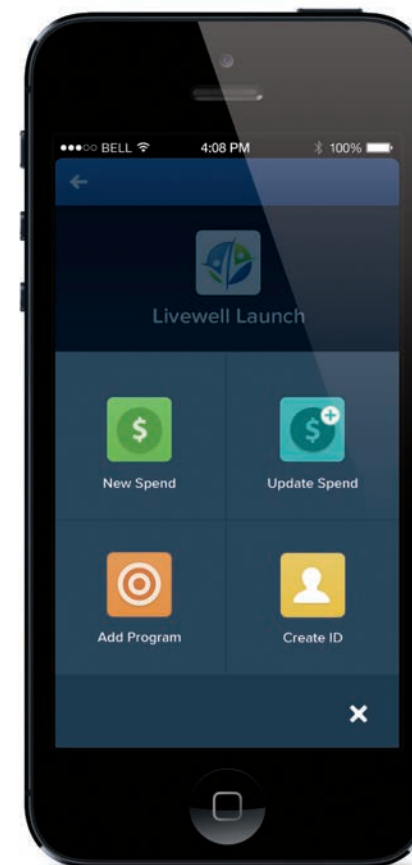 BELL 4:08 PM 100%
Livewell Launch
$ $
New Spend Update Spend
Add Program Create ID